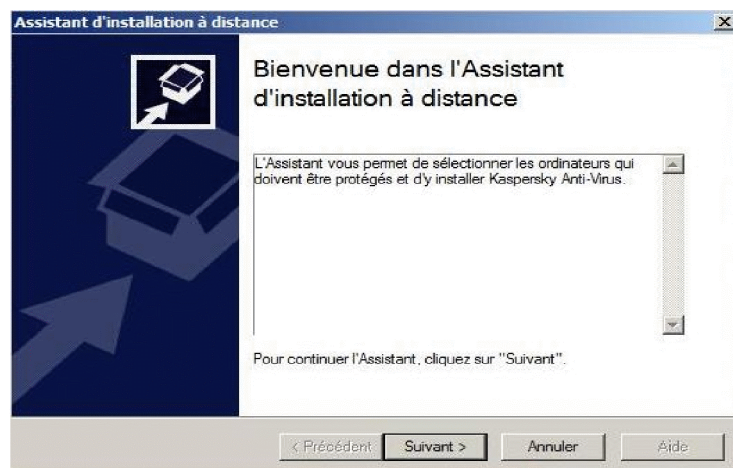 Assistant d'installation à distance
Bienvenue dans l'Assistant
d'installation à distance
L'Assistant vous permet de sélectionner les ordinateurs qui
doivent être protégés et d'y installer Kaspersky Anti-Virus.
Pour continuer l'Assistant, cliquez sur "Suivant".
< Précédent
Suivant >
Annuler
Aide